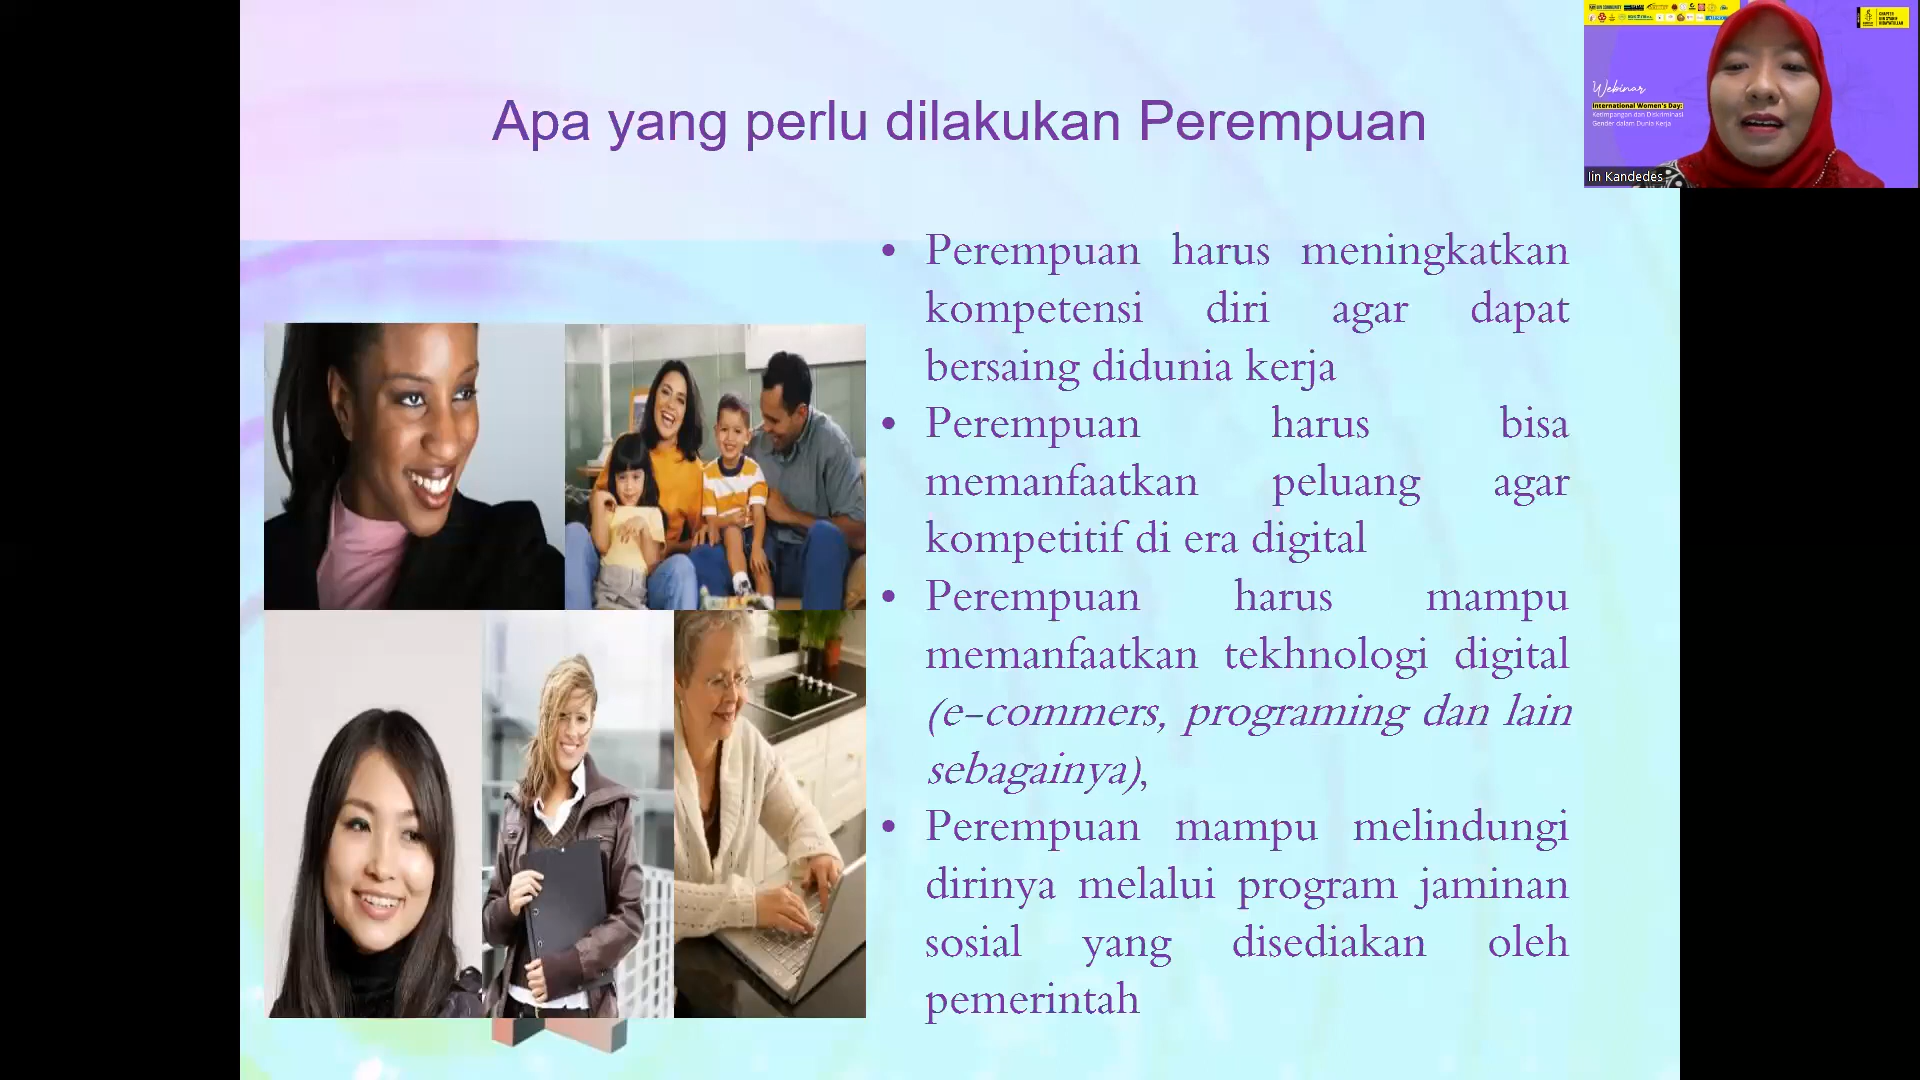 Apa yang perlu dilakukan Perempuan
Perempuan harus meningkatkan
kompetensi diri agar dapat
bersaing didunia kerja
Perempuan harus bisa
memanfaatkan peluang agar
kompetitif di era digital
Perempuan harus mampu
memanfaatkan tekhnologi digital
(e-commers, programing dan lain
sebagainya),
Perempuan mampu melindungi
dirinya melalui program jaminan
sosial yang disediakan oleh
pemerintah
Webinar
International Women's Day:
Ketimpangan dan Diskriminasi
Gender dalam Dunia Kerja
Iin Kandedes